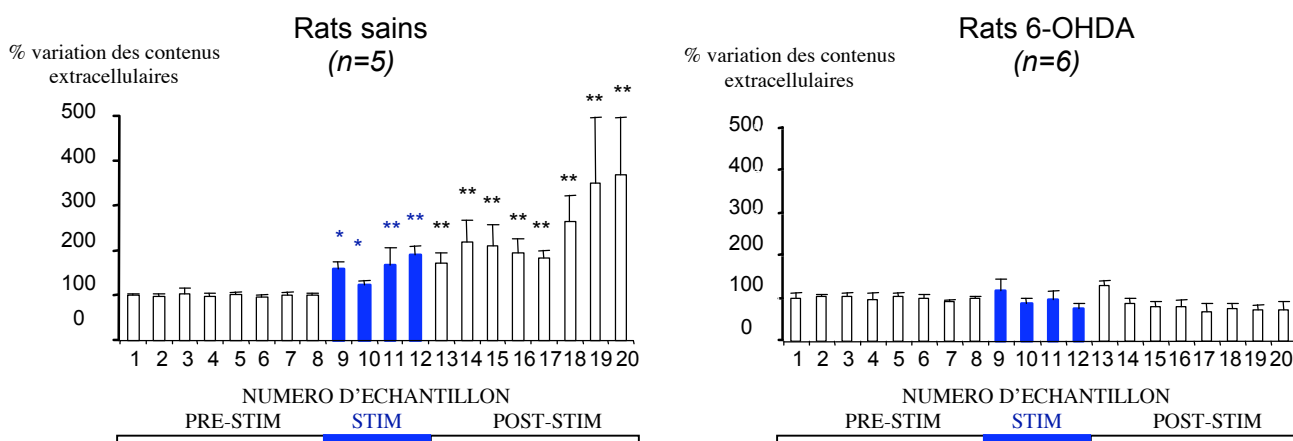 Rats sains
(n=5)
% variation des contenus
extracellulaires
500
400
300
200
100
0
* * ** ** ** ** ** ** ** ** ** **
1 2 3 4 5 6 7 8 9 10 11 12 13 14 15 16 17 18 19 20
NUMERO D'ECHANTILLON
PRE-STIM STIM POST-STIM
Rats 6-OHDA
(n=6)
% variation des contenus
extracellulaires
500
400
300
200
100
0
1 2 3 4 5 6 7 8 9 10 11 12 13 14 15 16 17 18 19 20
NUMERO D'ECHANTILLON
PRE-STIM STIM POST-STIM